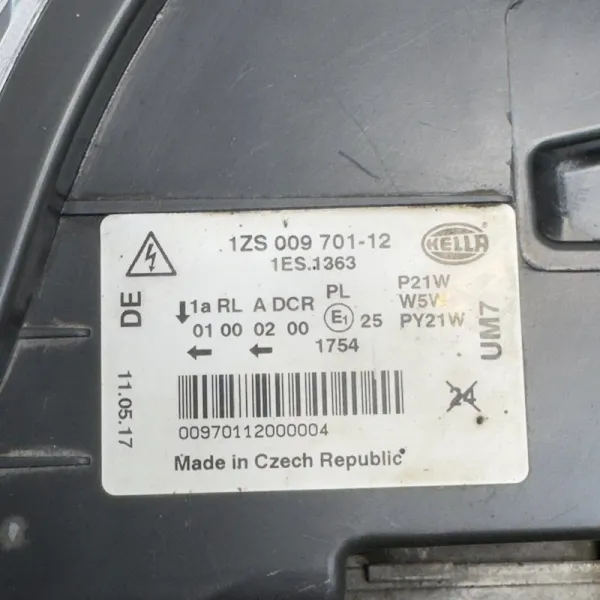 1ZS 009 701-12
HELLA
1ES.1363
DE
1a RL A DCR PL
P21W
W5W
01 00 02 00 E1 25
PY21W
1754
UM7
11.05.17
24
00970112000004
Made in Czech Republic